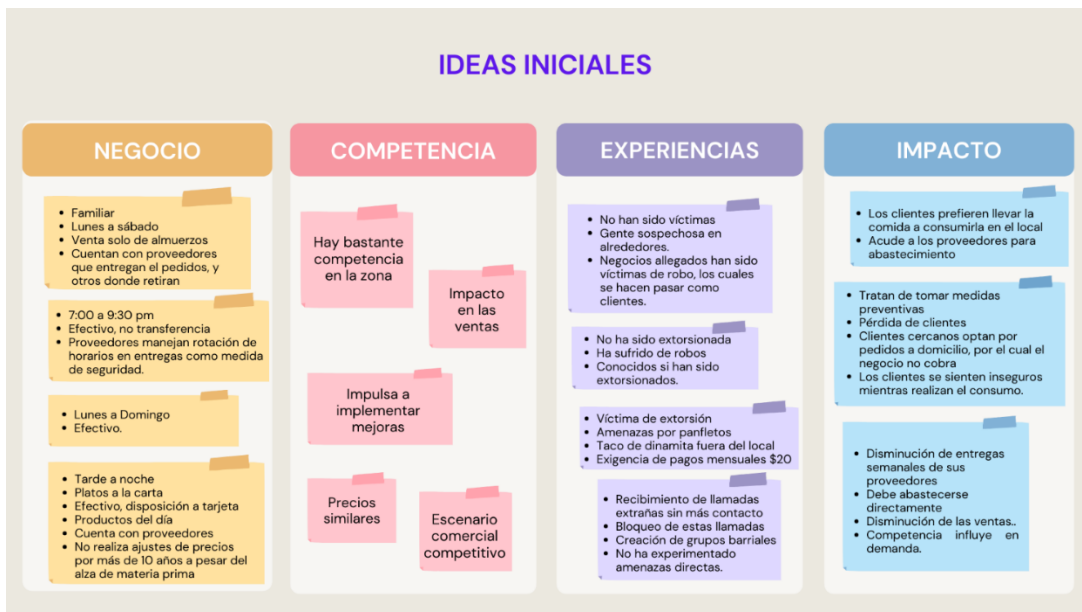 IDEAS INICIALES
NEGOCIO
• Familiar
• Lunes a sábado
• Venta solo de almuerzos
• Cuentan con proveedores
que entregan el pedidos, y
otros donde retiran
• 7:00 a 9:30 pm
• Efectivo, no transferencia
• Proveedores manejan rotación de
horarios en entregas como medida
de seguridad.
• Lunes a Domingo
• Efectivo.
• Tarde a noche
• Platos a la carta
• Efectivo, disposición a tarjeta
• Productos del día
• Cuenta con proveedores
• No realiza ajustes de precios
por más de 10 años a pesar del
alza de materia prima
COMPETENCIA
Hay bastante
competencia
en la zona
Impacto
en las
ventas
Impulsa a
implementar
mejoras
Precios
similares
Escenario
comercial
competitivo
EXPERIENCIAS
• No han sido víctimas
• Gente sospechosa en
alrededores.
• Negocios allegados han sido
víctimas de robo, los cuales
se hacen pasar como
clientes.
• No ha sido extorsionada
• Ha sufrido de robos
• Conocidos si han sido
extorsionados.
• Víctima de extorsión
• Amenazas por panfletos
• Taco de dinamita fuera del local
• Exigencia de pagos mensuales $20
• Recibimiento de llamadas
extrañas sin más contacto
• Bloqueo de estas llamadas
• Creación de grupos barriales
• No ha experimentado
amenazas directas.
IMPACTO
• Los clientes prefieren llevar la
comida a consumirla en el local
• Acude a los proveedores para
abastecimiento
• Tratan de tomar medidas
preventivas
• Pérdida de clientes
• Clientes cercanos optan por
pedidos a domicilio, por el cual el
negocio no cobra
• Los clientes se sienten inseguros
mientras realizan el consumo.
• Disminución de entregas
semanales de sus
proveedores
• Debe abastecerse
directamente
• Disminución de las ventas..
• Competencia influye en
demanda.